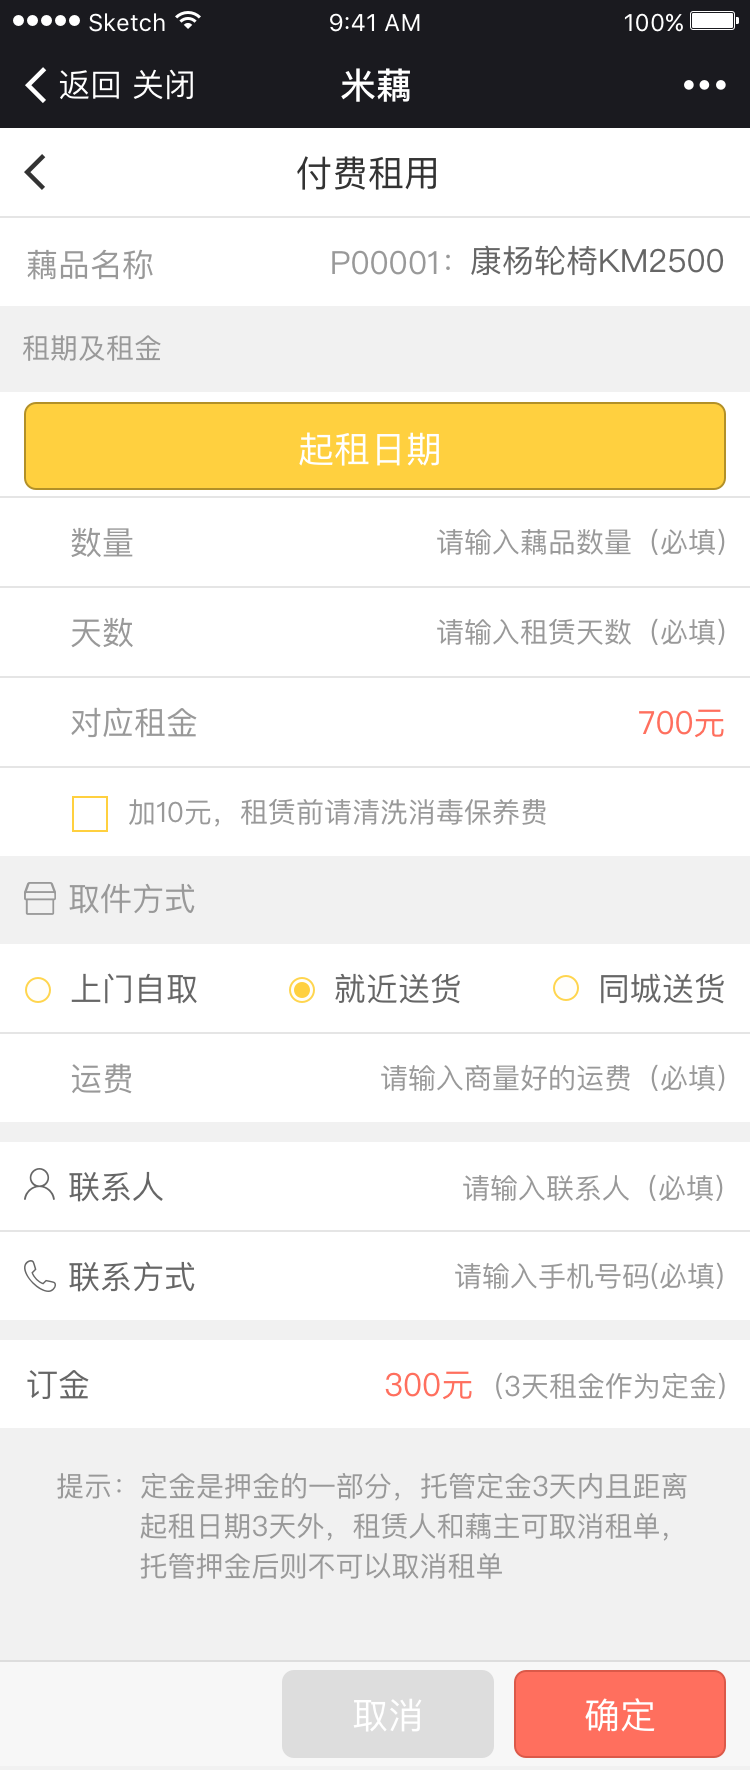 Sketch 9:41 AM 100%
返回 关闭 米藕
付费租用
藕品名称 P00001：康杨轮椅KM2500
租期及租金
起租日期
数量 请输入藕品数量（必填）
天数 请输入租赁天数（必填）
对应租金 700元
加10元，租赁前请清洗消毒保养费
取件方式
上门自取 就近送货 同城送货
运费 请输入商量好的运费（必填）
联系人 请输入联系人（必填）
联系方式 请输入手机号码(必填)
订金 300元（3天租金作为定金）
提示：定金是押金的一部分，托管定金3天内且距离
起租日期3天外，租赁人和藕主可取消租单，
托管押金后则不可以取消租单
取消 确定